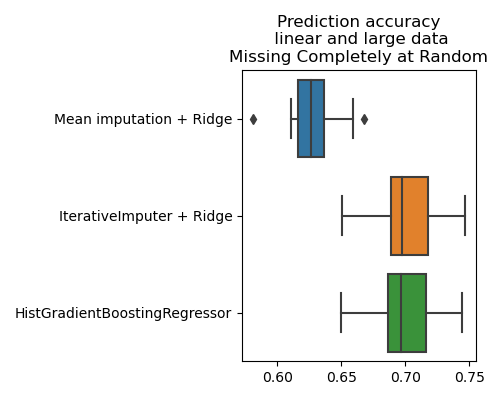 Prediction accuracy
linear and large data
Missing Completely at Random
Mean imputation + Ridge
IterativeImputer + Ridge
HistGradientBoostingRegressor
0.60 0.65 0.70 0.75